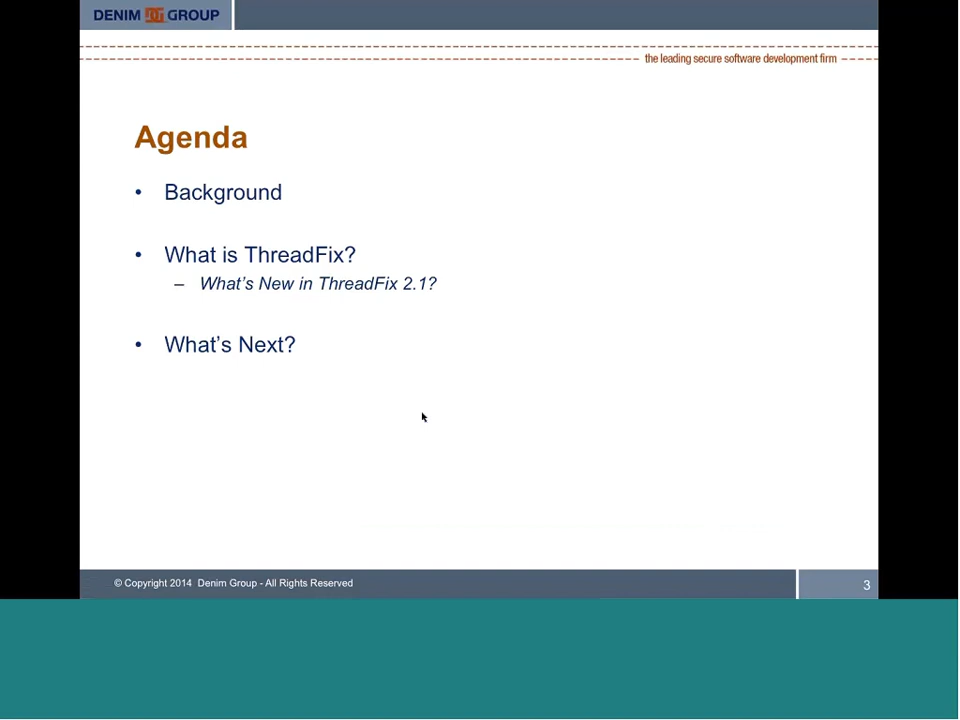 DENIM GROUP
the leading secure software development firm
Agenda
• Background
• What is ThreadFix?
– What’s New in ThreadFix 2.1?
• What’s Next?
© Copyright 2014 Denim Group - All Rights Reserved
3